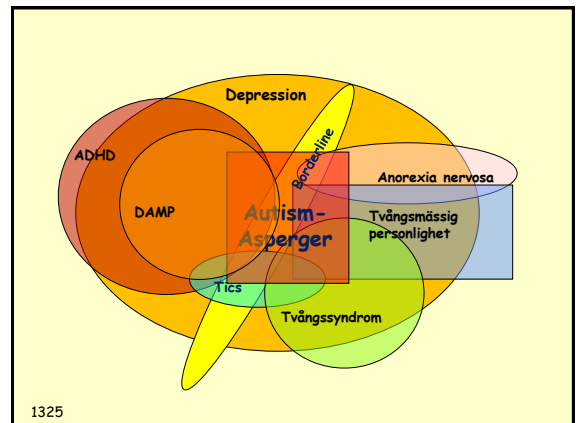 Depression
ADHD
Borderline
Anorexia nervosa
DAMP
Autism-
Asperger
Tvångsmässig
personlighet
Tics
Tvångssyndrom
1325